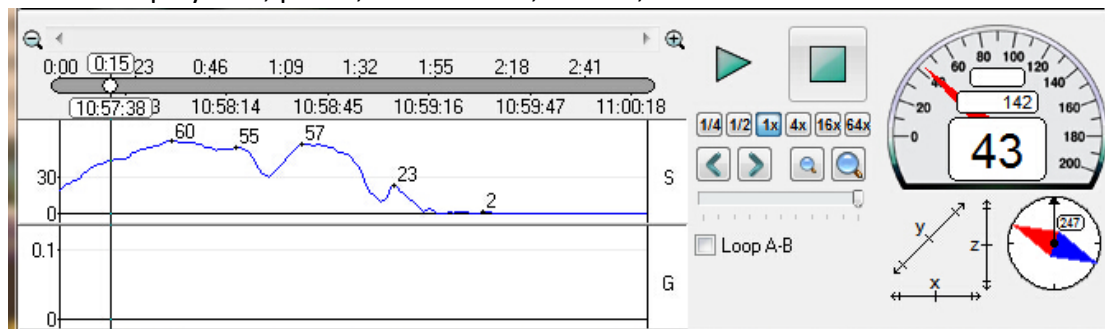 0:00 0:15 23 0:46 1:09 1:32 1:55 2:18 2:41
10:57:38 3 10:58:14 10:58:45 10:59:16 10:59:47 11:00:18
60 55 57 23 2
30
0
S
0.1
0
G
1/4 1/2 1x 4x 16x 64x
Loop A-B
0 20 40 60 80 100 120 140 160 180 200
142
43
y
z
x
247